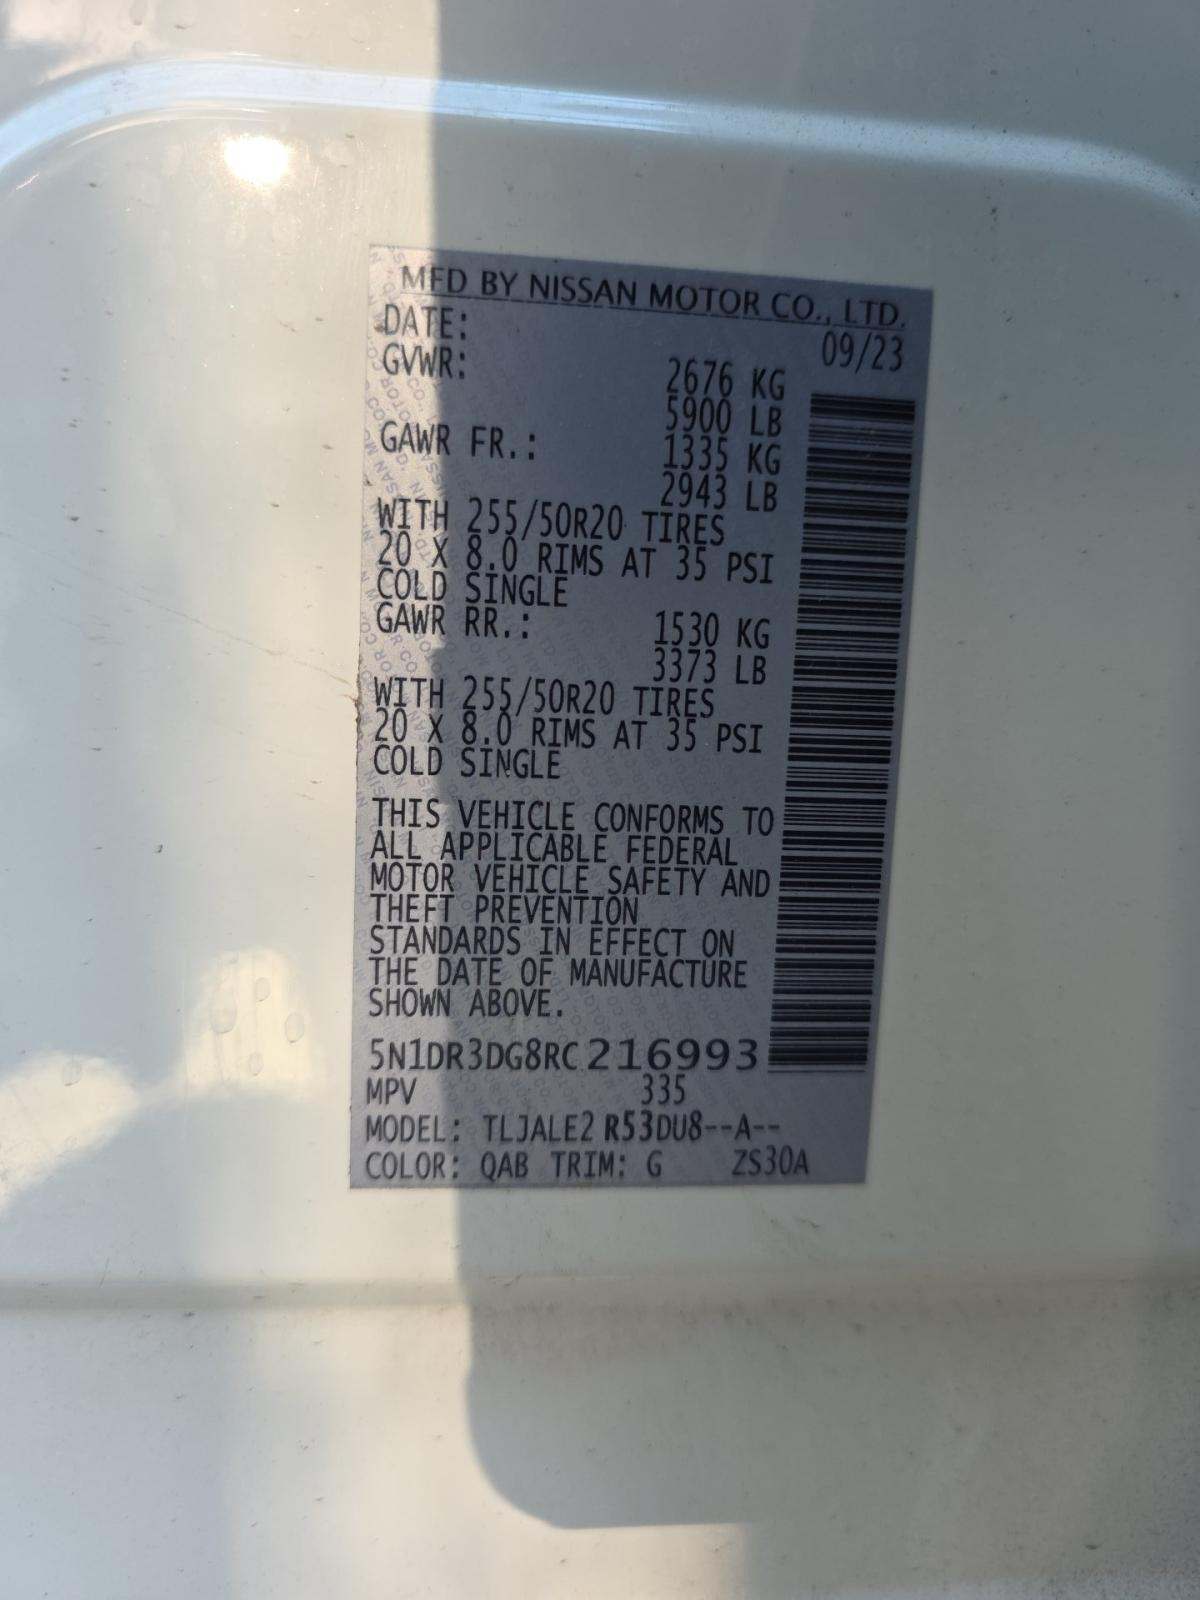 MFD BY NISSAN MOTOR CO., LTD.
DATE: 09/23
GVWR: 2676 KG
5900 LB
GAWR FR.: 1335 KG
2943 LB
WITH 255/50R20 TIRES
20 X 8.0 RIMS AT 35 PSI
COLD SINGLE
GAWR RR.: 1530 KG
3373 LB
WITH 255/50R20 TIRES
20 X 8.0 RIMS AT 35 PSI
COLD SINGLE
THIS VEHICLE CONFORMS TO
ALL APPLICABLE FEDERAL
MOTOR VEHICLE SAFETY AND
THEFT PREVENTION
STANDARDS IN EFFECT ON
THE DATE OF MANUFACTURE
SHOWN ABOVE.
5N1DR3DG8RC216993
MPV 335
MODEL: TLJALE2 R53DU8--A--
COLOR: QAB TRIM: G ZS30A